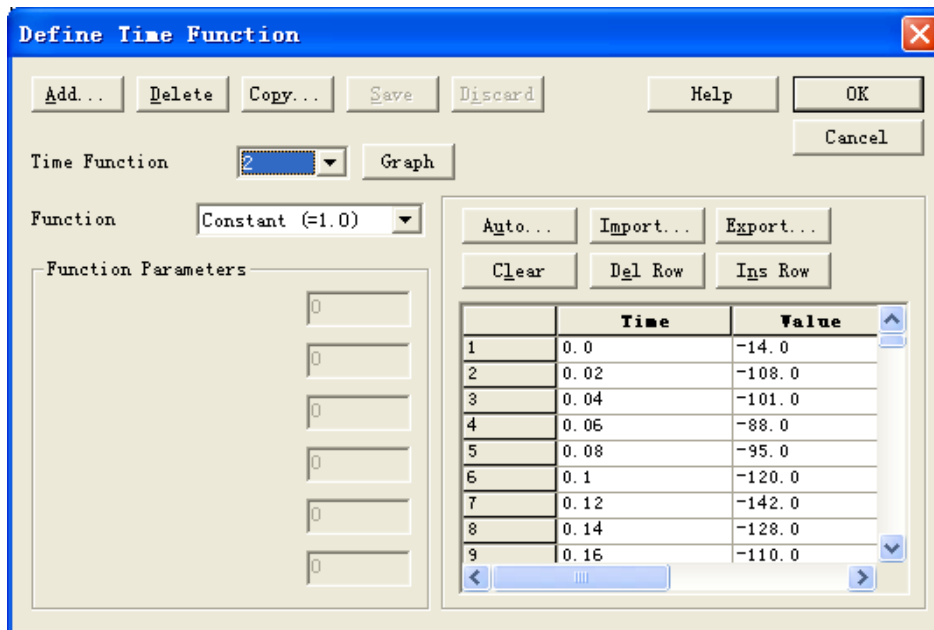 Define Time Function
Add... Delete Copy... Save Discard Help OK
Cancel
Time Function 2 Graph
Function Constant (=1.0)
Auto... Import... Export...
Clear Del Row Ins Row
Function Parameters
0
0
0
0
0
0
Time Value
1 0.0 -14.0
2 0.02 -108.0
3 0.04 -101.0
4 0.06 -88.0
5 0.08 -95.0
6 0.1 -120.0
7 0.12 -142.0
8 0.14 -128.0
9 0.16 -110.0